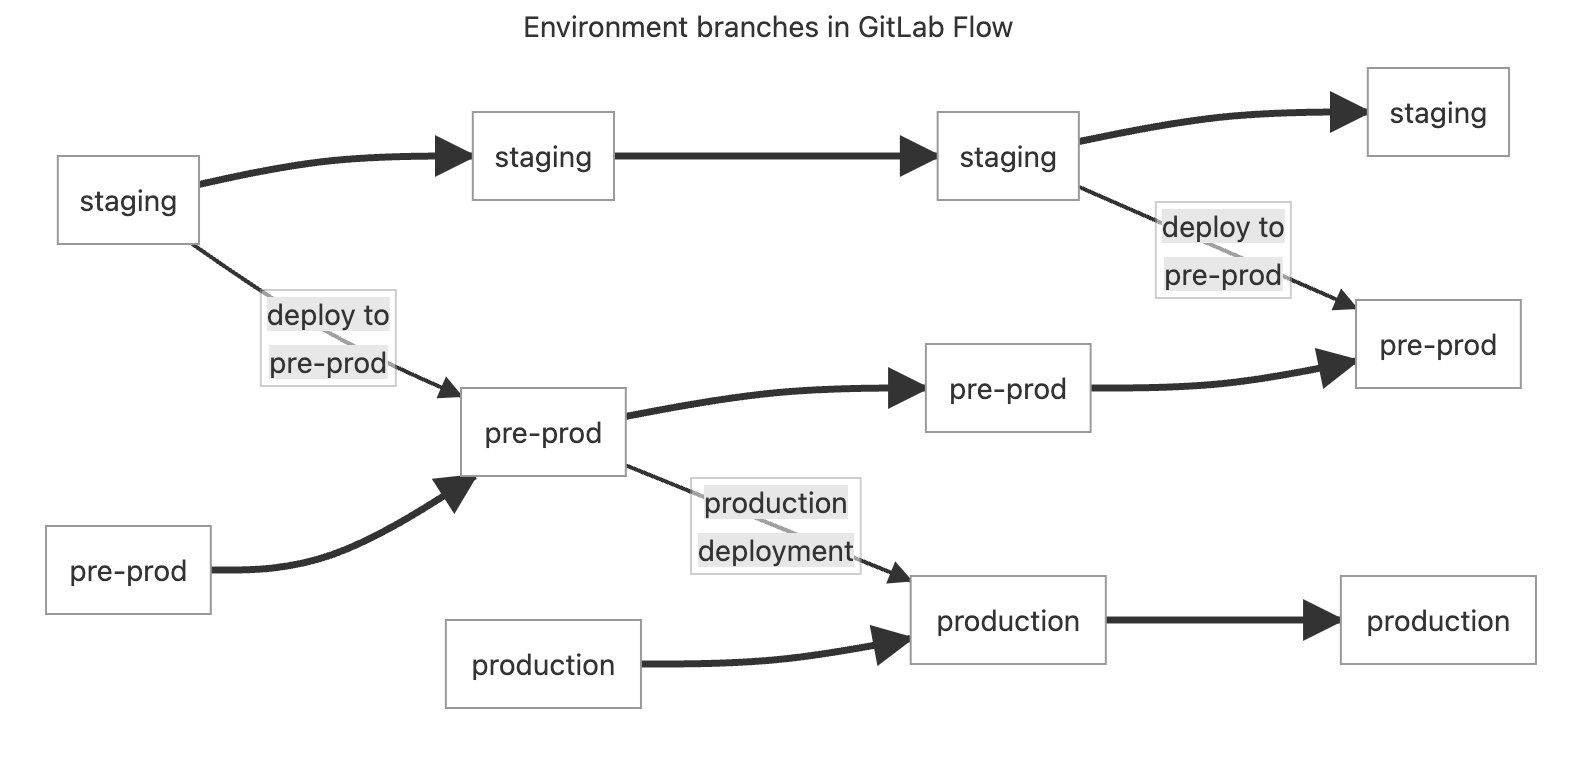 Environment branches in GitLab Flow
staging
staging
staging
staging
deploy to
pre-prod
deploy to
pre-prod
pre-prod
pre-prod
pre-prod
pre-prod
production
deployment
production
production
production